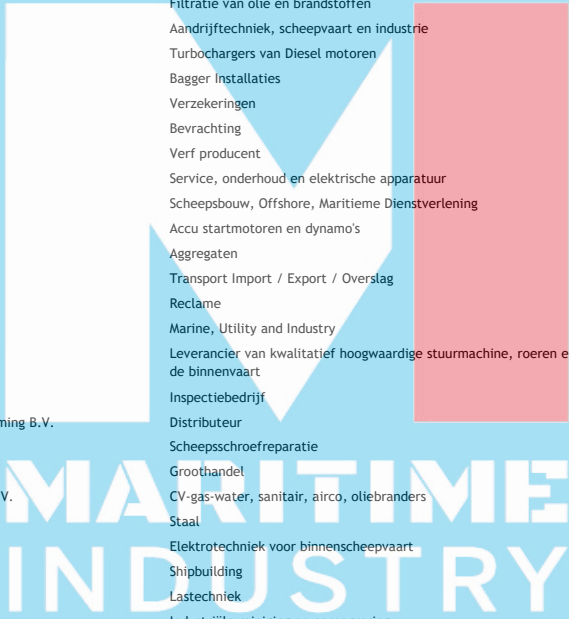 Filtratie van olie en brandstoffen
Aandrijftechniek, scheepvaart en industrie
Turbochargers van Diesel motoren
Bagger Installaties
Verzekeringen
Bevrachting
Verf producent
Service, onderhoud en elektrische apparatuur
Scheepsbouw, Offshore, Maritieme Dienstverlening
Accu startmotoren en dynamo's
Aggregaten
Transport Import / Export / Overslag
Reclame
Marine, Utility and Industry
Leverancier van kwalitatief hoogwaardige stuurmachine, roeren e
de binnenvaart
Inspectiebedrijf
ming B.V. Distributeur
Scheepsschroefreparatie
Groothandel
V. CV-gas-water, sanitair, airco, oliebranders
Staal
Elektrotechniek voor binnenscheepvaart
Shipbuilding
Lastechniek
MARITIME
INDUSTRY